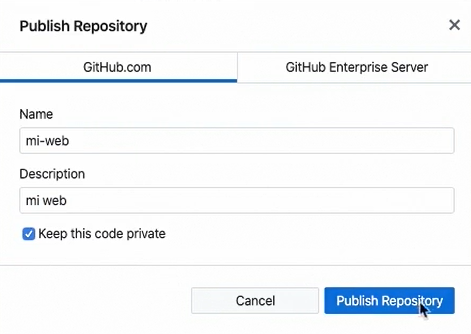 Publish Repository
GitHub.com
GitHub Enterprise Server
Name
mi-web
Description
mi web
Keep this code private
Cancel
Publish Repository